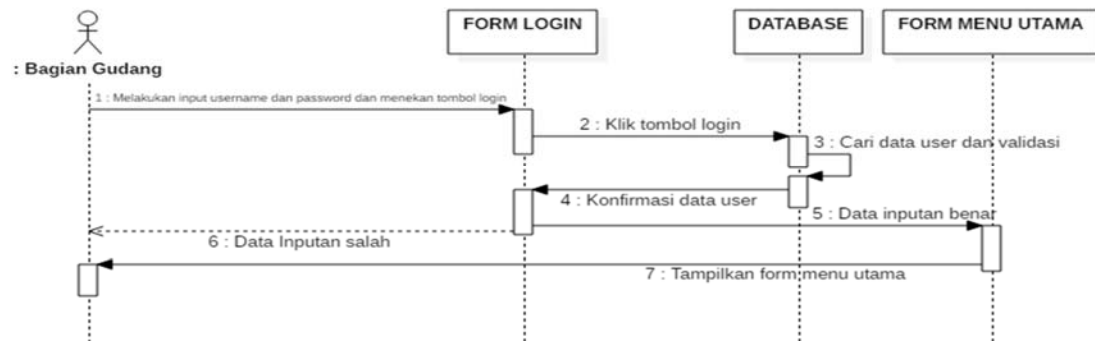 FORM LOGIN
DATABASE
FORM MENU UTAMA
: Bagian Gudang
1 : Melakukan input username dan password dan menekan tombol login
2 : Klik tombol login
3 : Cari data user dan validasi
4 : Konfirmasi data user
5 : Data inputan benar
6 : Data Inputan salah
7 : Tampilkan form menu utama